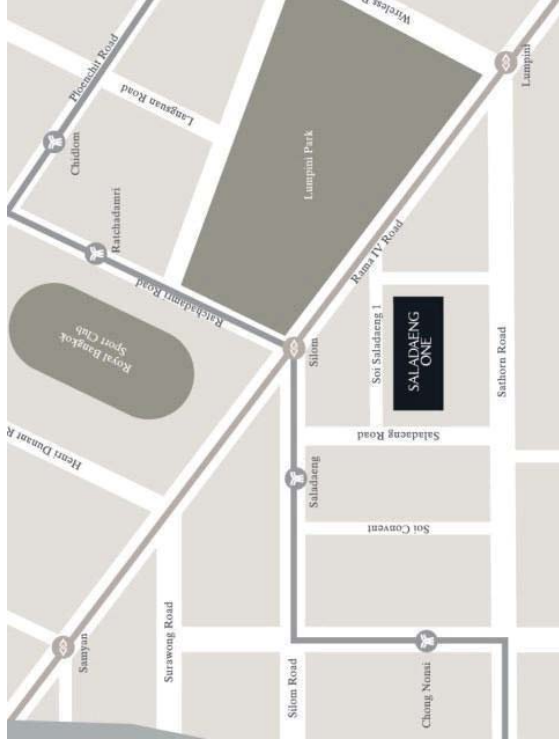 Wireless
Ploenchit Road
Langsuan Road
Chidlom
Lumpini
Ratchadamri
Lumpini Park
Ratchadamri Road
Rama IV Road
Royal Bangkok
Sport Club
Silom
Soi Saladaeng 1
SALADAENG
ONE
Sathorn Road
Saladaeng Road
Henri Dunant R
Saladaeng
Soi Convent
Samyan
Surawong Road
Silom Road
Chong Nonsi